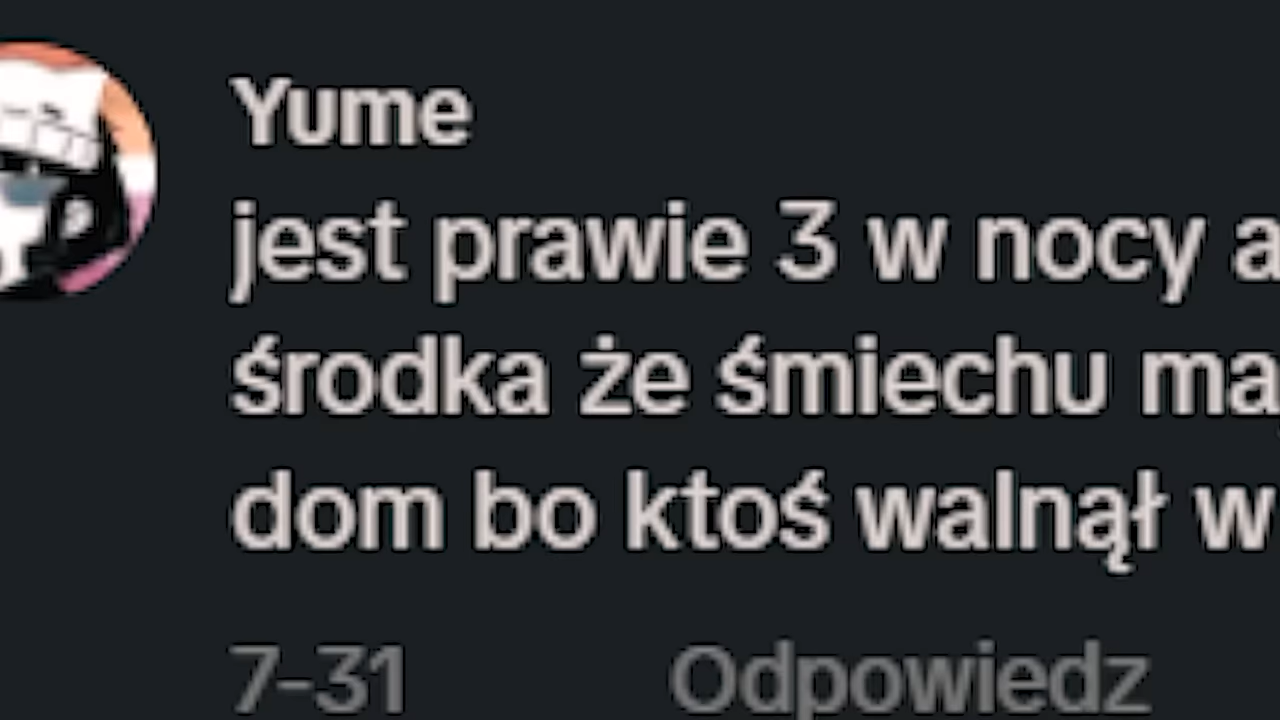 Yume
jest prawie 3 w nocy a
środka że śmiechu ma
dom bo ktoś walnął w
7-31 Odpowiedz